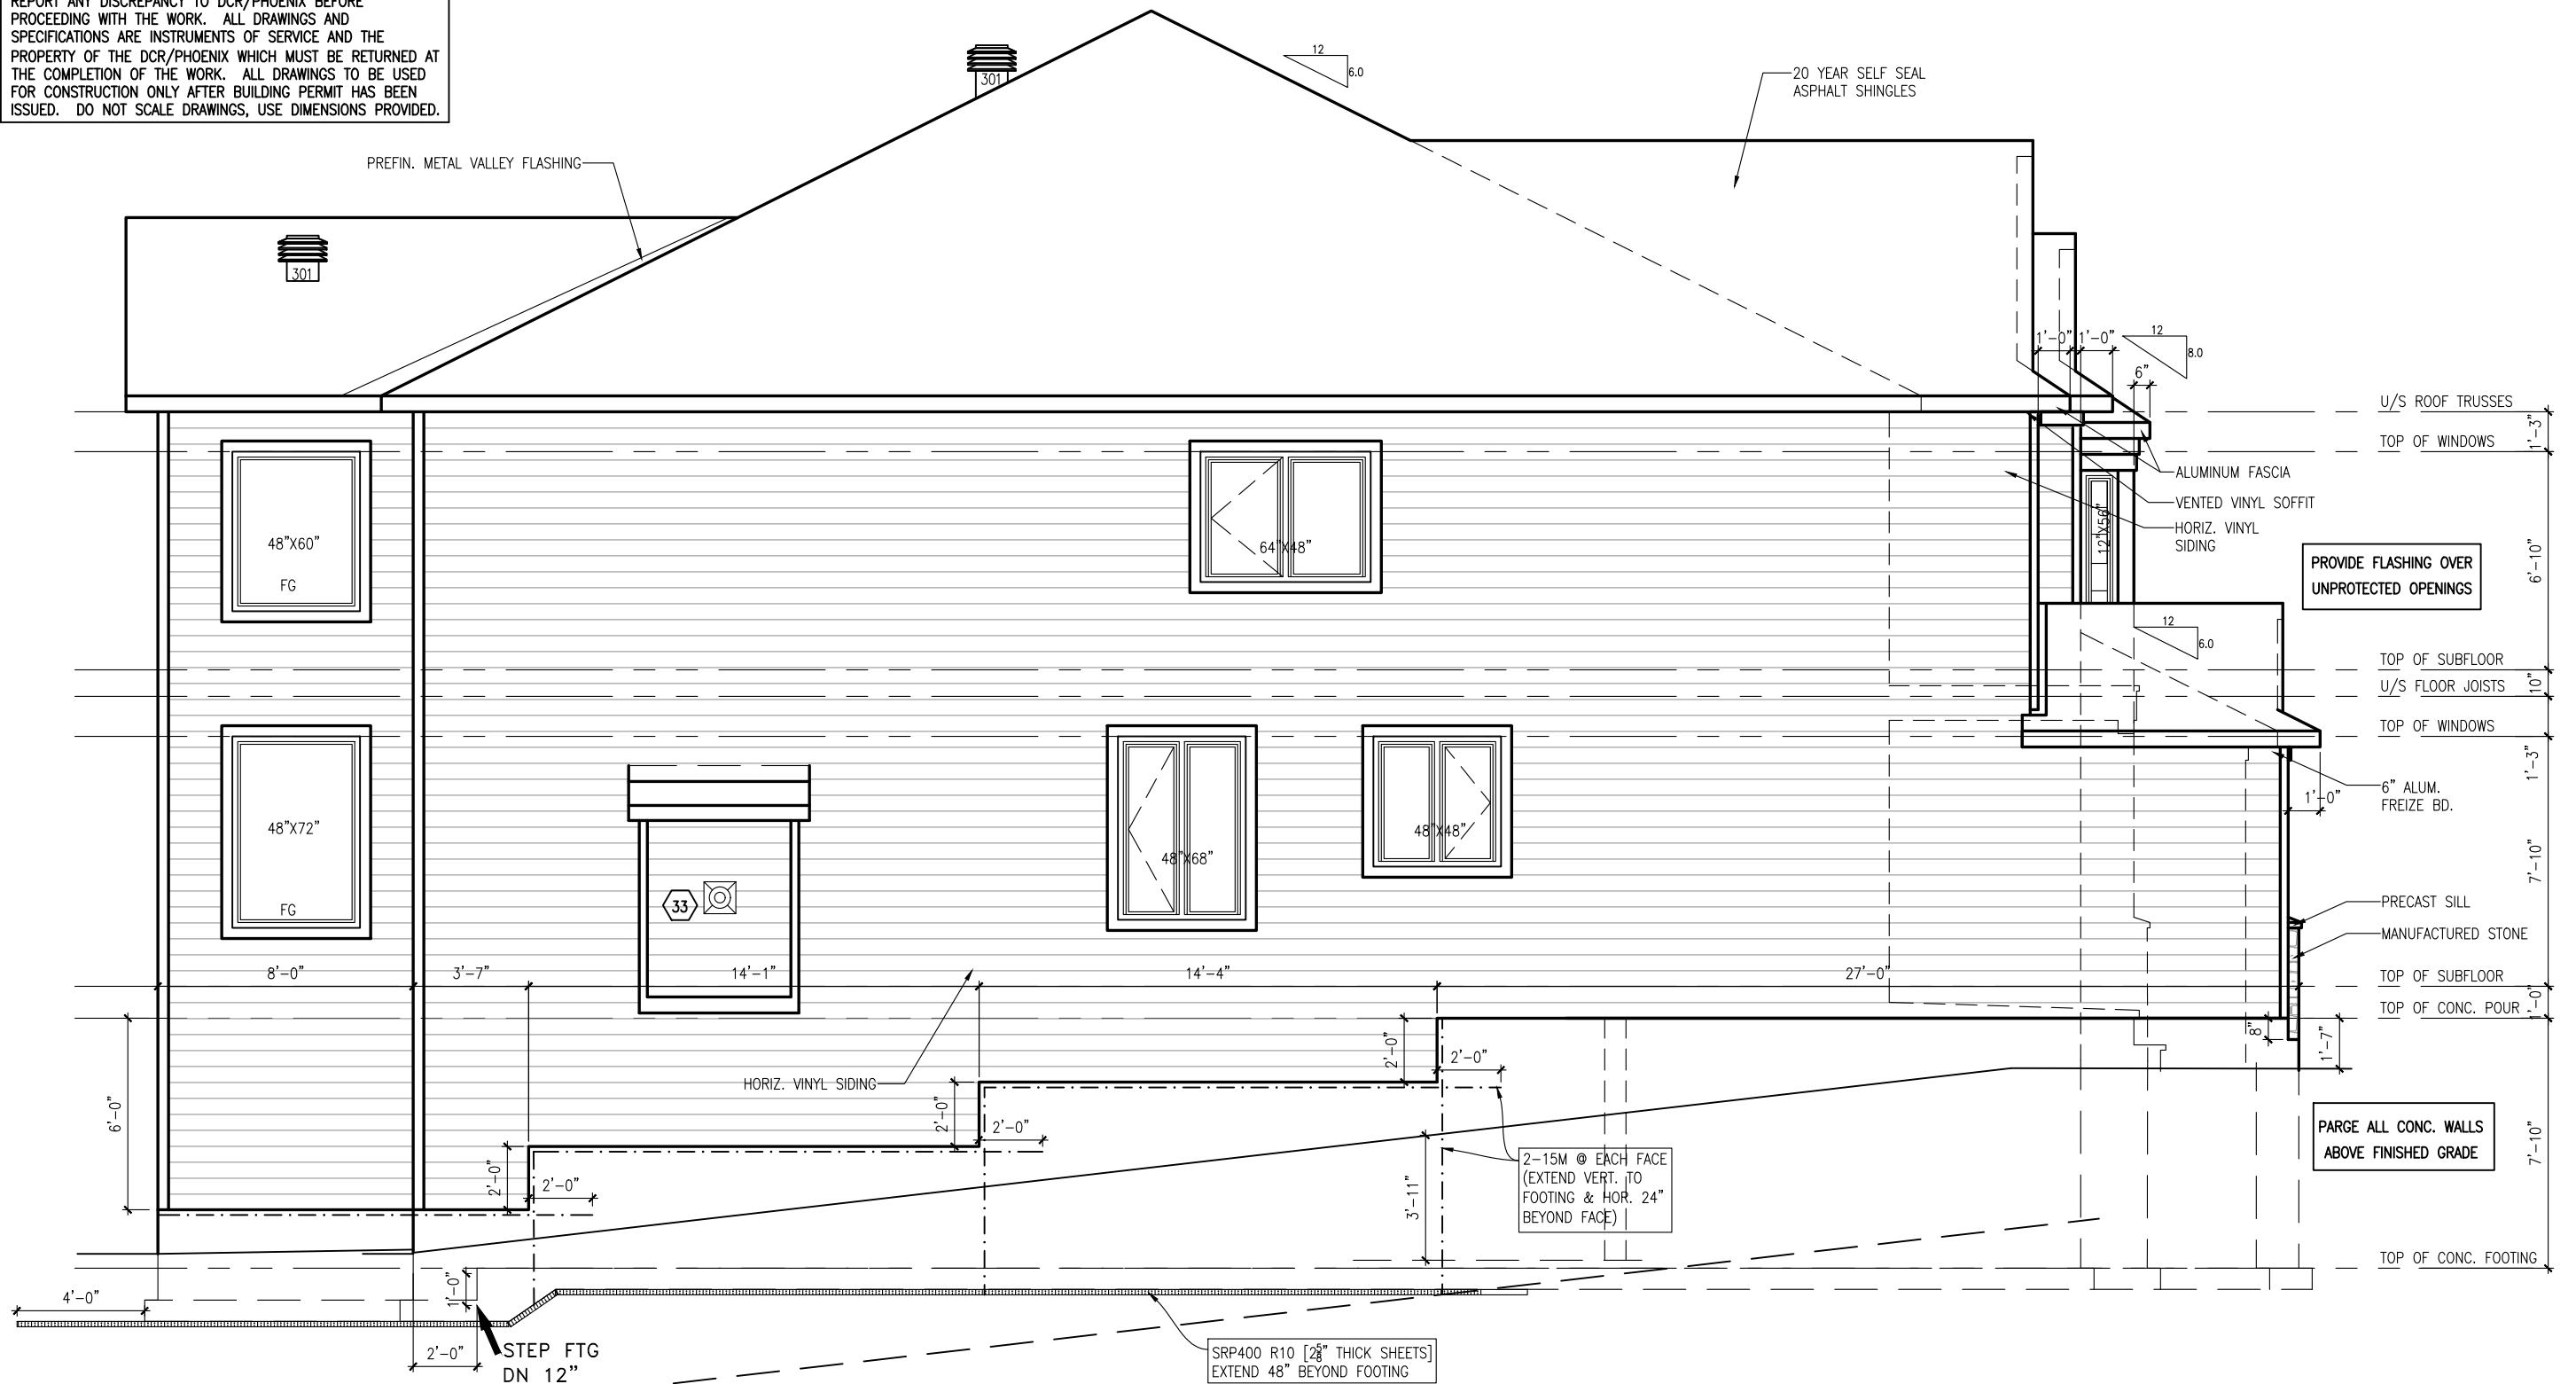 REPORT ANY DISCREPANCY TO DCR/PHOENIX BEFORE
PROCEEDING WITH THE WORK. ALL DRAWINGS AND
SPECIFICATIONS ARE INSTRUMENTS OF SERVICE AND THE
PROPERTY OF THE DCR/PHOENIX WHICH MUST BE RETURNED AT
THE COMPLETION OF THE WORK. ALL DRAWINGS TO BE USED
FOR CONSTRUCTION ONLY AFTER BUILDING PERMIT HAS BEEN
ISSUED. DO NOT SCALE DRAWINGS, USE DIMENSIONS PROVIDED.
301
12
6.0
20 YEAR SELF SEAL
ASPHALT SHINGLES
PREFIN. METAL VALLEY FLASHING
301
1'-0"
1'-0"
12
8.0
6"
U/S ROOF TRUSSES
1'-3"
TOP OF WINDOWS
ALUMINUM FASCIA
VENTED VINYL SOFFIT
HORIZ. VINYL
SIDING
48"X60"
FG
64"X48"
12"X56"
PROVIDE FLASHING OVER
UNPROTECTED OPENINGS
6'-10"
12
6.0
TOP OF SUBFLOOR
10"
U/S FLOOR JOISTS
TOP OF WINDOWS
1'-3"
6" ALUM.
FREIZE BD.
1'-0"
48"X72"
FG
33
48"X68"
48"X48"
7'-10"
PRECAST SILL
MANUFACTURED STONE
8'-0"
3'-7"
14'-1"
14'-4"
27'-0"
TOP OF SUBFLOOR
1'-0"
TOP OF CONC. POUR
8"
1'-7"
2'-0"
2'-0"
HORIZ. VINYL SIDING
6'-0"
2'-0"
2'-0"
2'-0"
2'-0"
2-15M @ EACH FACE
(EXTEND VERT. TO
FOOTING & HOR. 24"
BEYOND FACE)
3'-11"
PARGE ALL CONC. WALLS
ABOVE FINISHED GRADE
7'-10"
TOP OF CONC. FOOTING
4'-0"
1'-0"
2'-0"
STEP FTG
DN 12"
SRP400 R10 [2⅝" THICK SHEETS]
EXTEND 48" BEYOND FOOTING